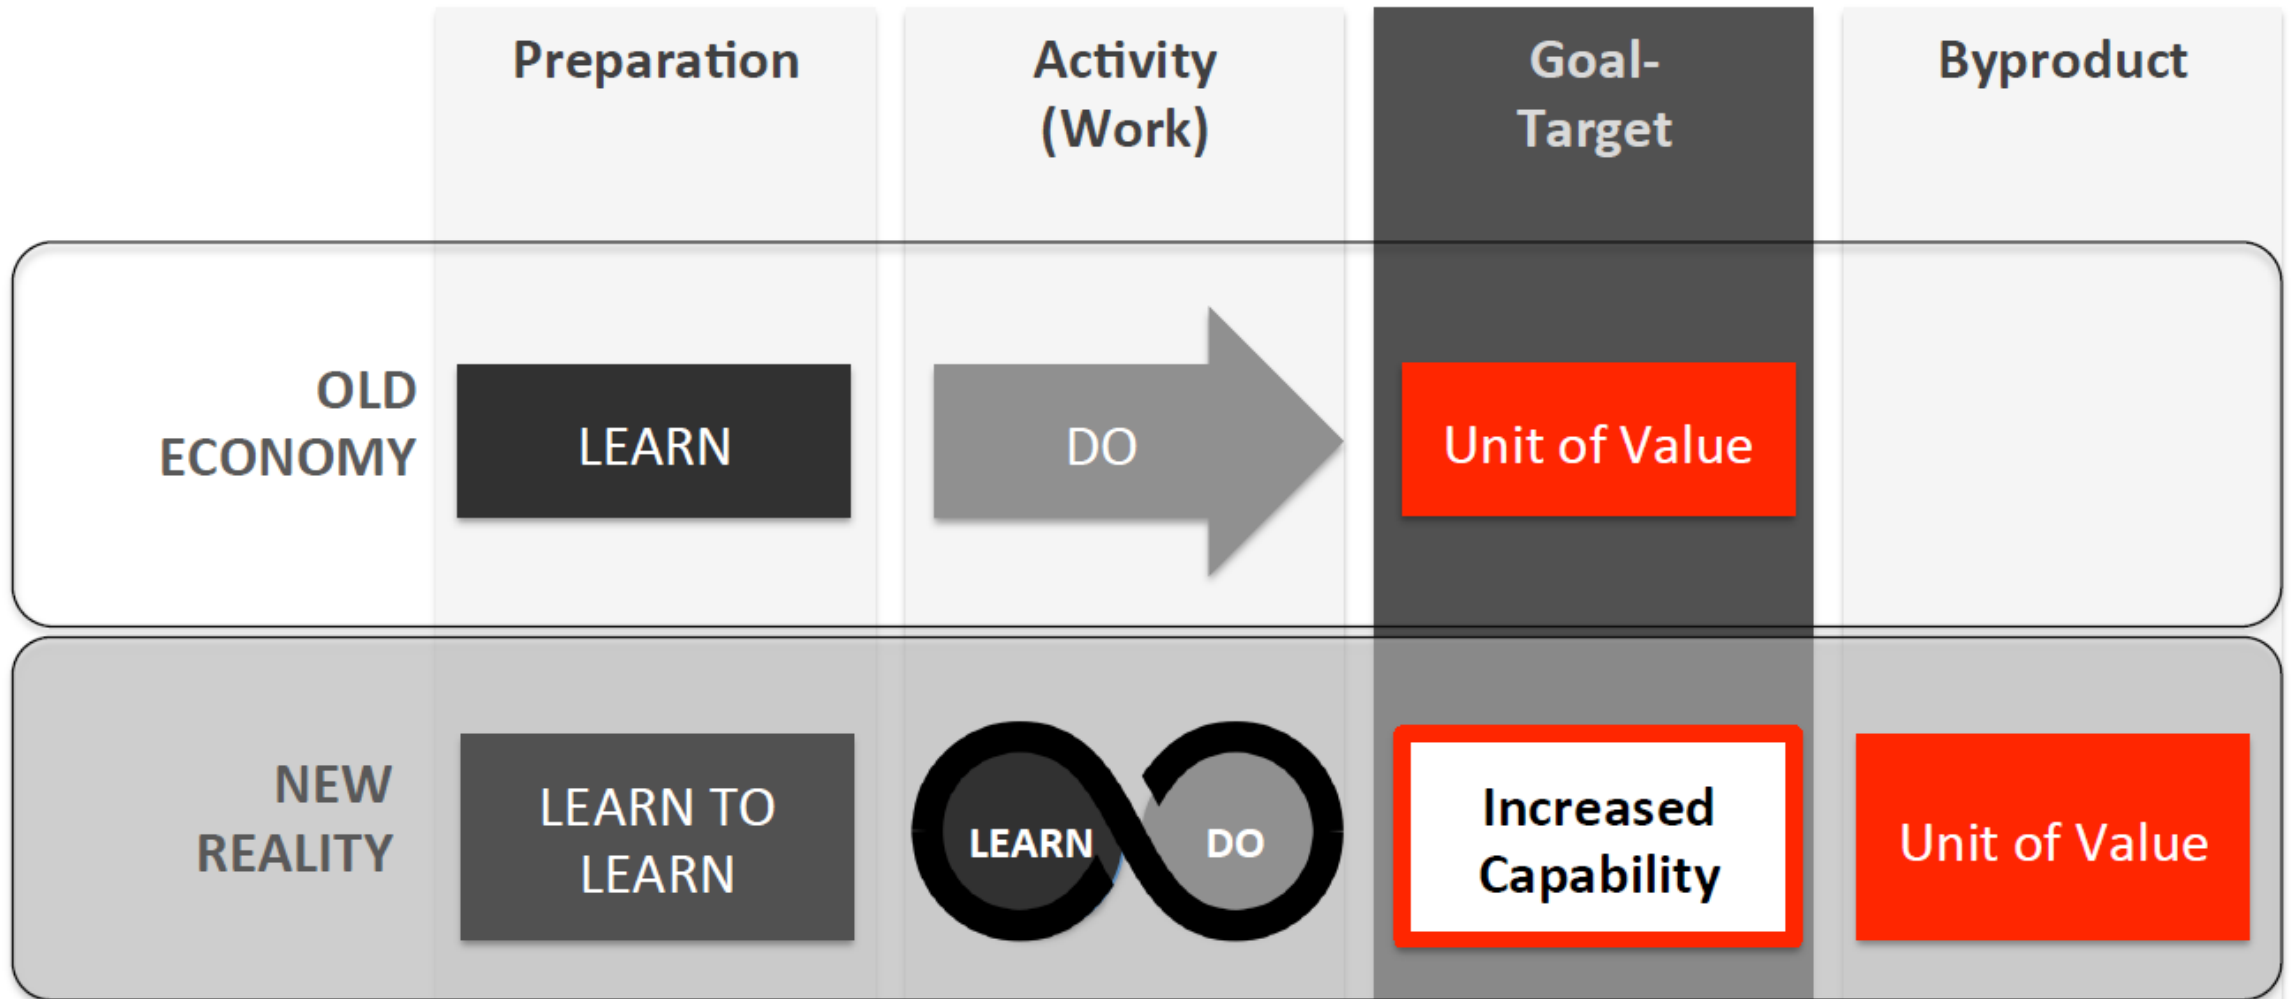 Preparation
Activity
(Work)
Goal-
Target
Byproduct
OLD
ECONOMY
LEARN
DO
Unit of Value
NEW
REALITY
LEARN TO
LEARN
LEARN
DO
Increased
Capability
Unit of Value